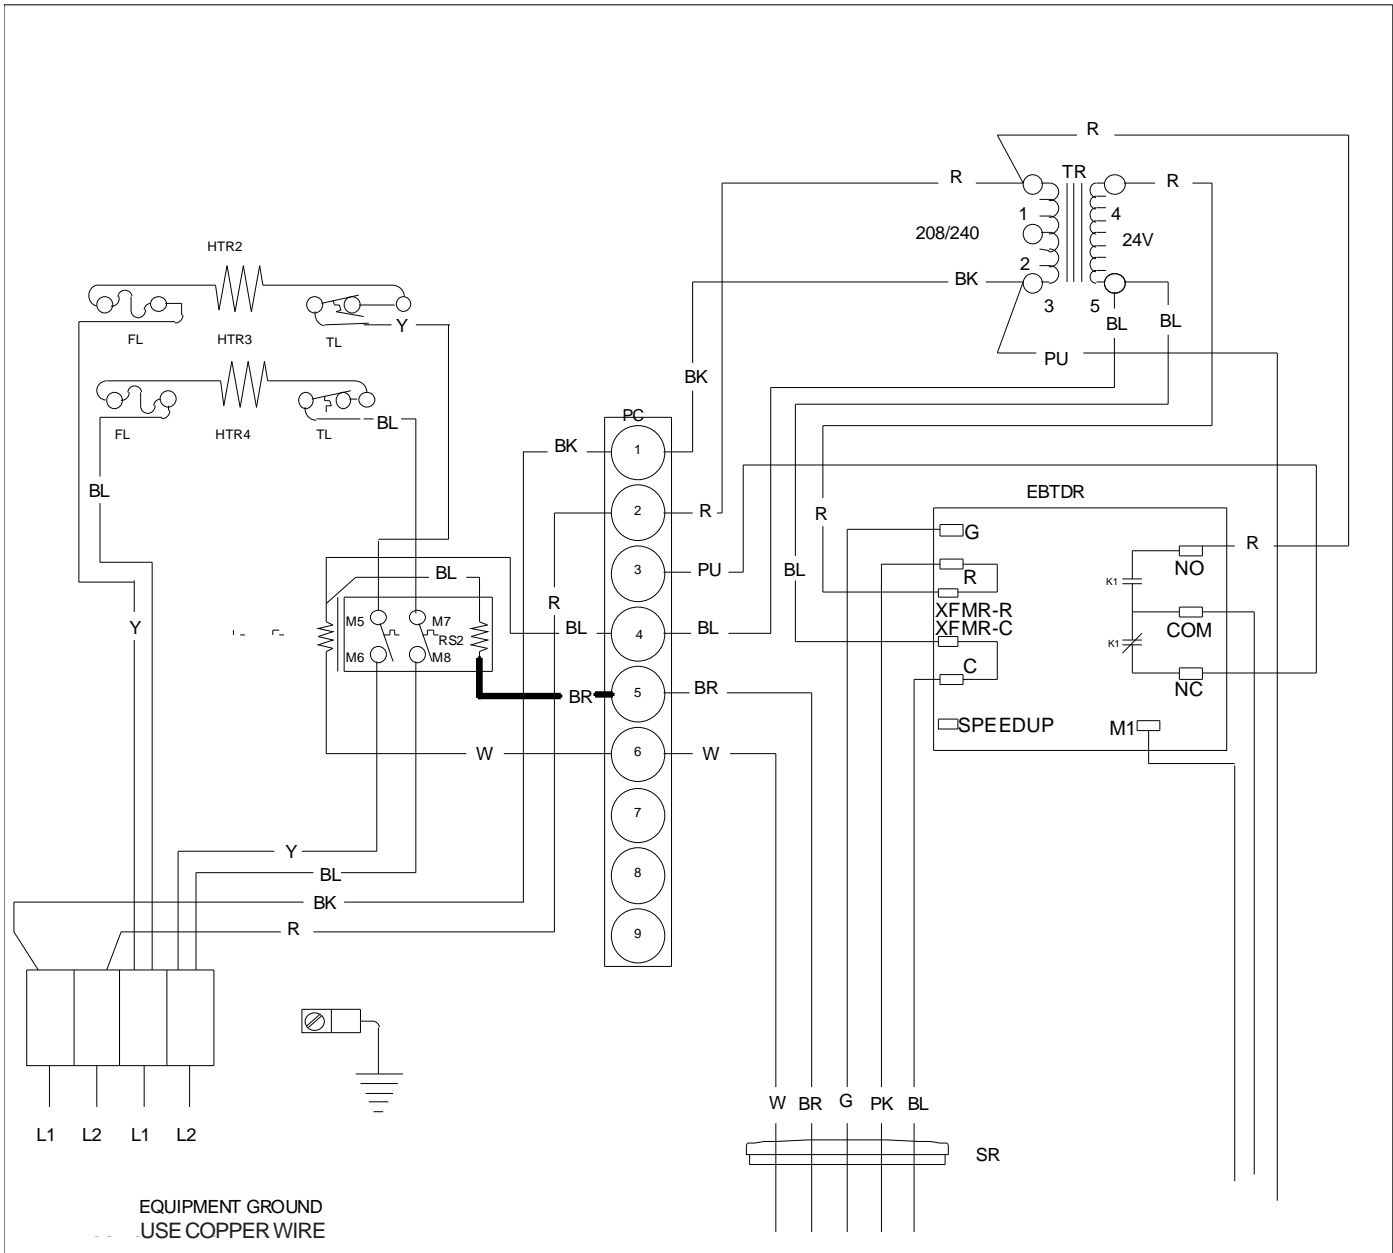 R
TR
R
R
1
4
208/240
24V
HTR2
2
BK
3
5
BL
BL
Y
FL
HTR3
TL
PU
BK
PC
BL
FL
HTR4
TL
BK
1
BL
EBTDR
R
2
R
G
R
NO
K1
BL
3
PU
BL
R
R
XFMR-R
XFMR-C
COM
M5
M7
Y
BL
4
BL
RS2
K1
M6
M8
C
NC
BR
5
BR
SPEEDUP
M1
W
6
W
7
Y
BL
8
BK
R
9
W
BR
G
PK
BL
L1
L2
L1
L2
SR
EQUIPMENT GROUND
USE COPPER WIRE